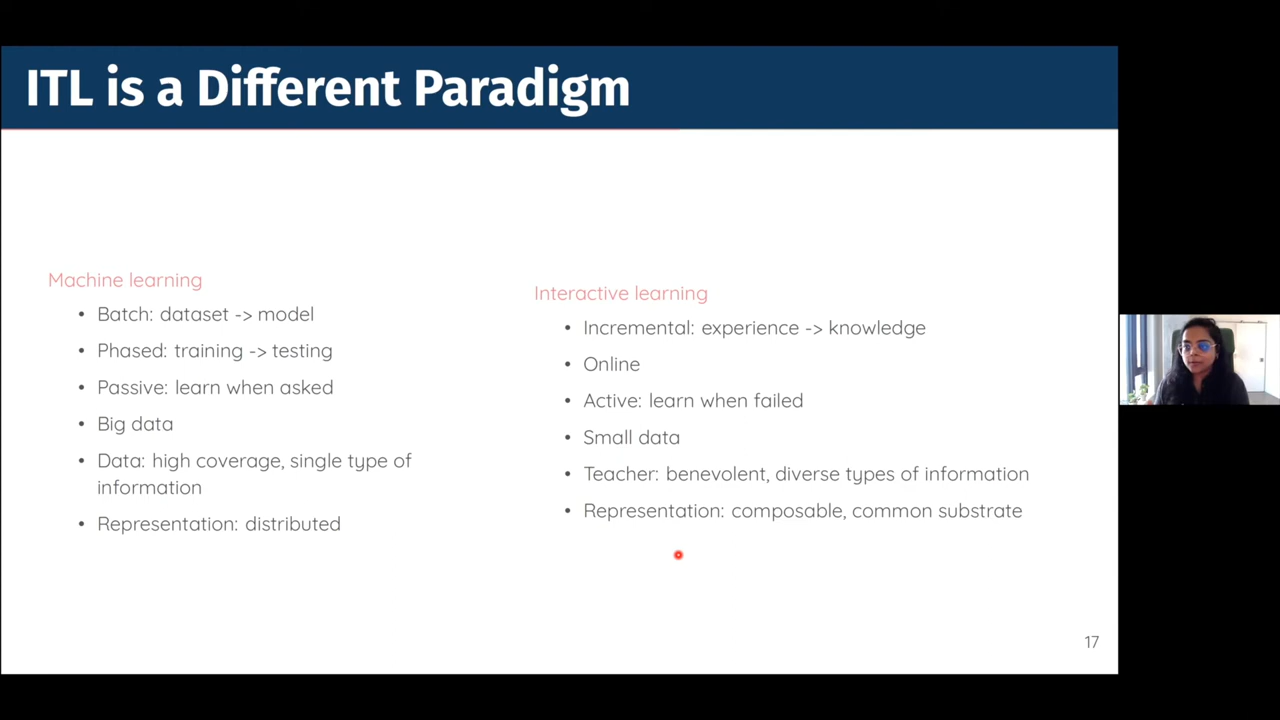 ITL is a Different Paradigm
Machine learning
• Batch: dataset -> model
• Phased: training -> testing
• Passive: learn when asked
• Big data
• Data: high coverage, single type of
information
• Representation: distributed
Interactive learning
• Incremental: experience -> knowledge
• Online
• Active: learn when failed
• Small data
• Teacher: benevolent, diverse types of information
• Representation: composable, common substrate
17